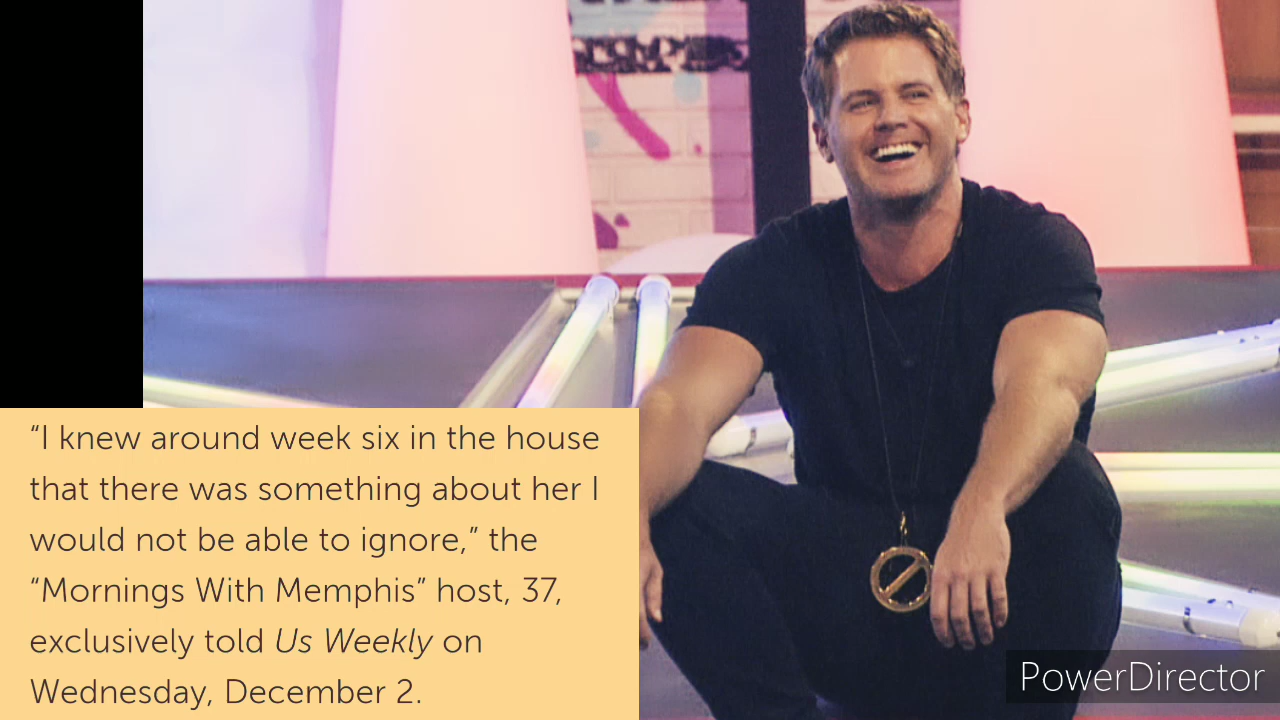 “I knew around week six in the house
that there was something about her I
would not be able to ignore,” the
“Mornings With Memphis” host, 37,
exclusively told Us Weekly on
Wednesday, December 2.
PowerDirector